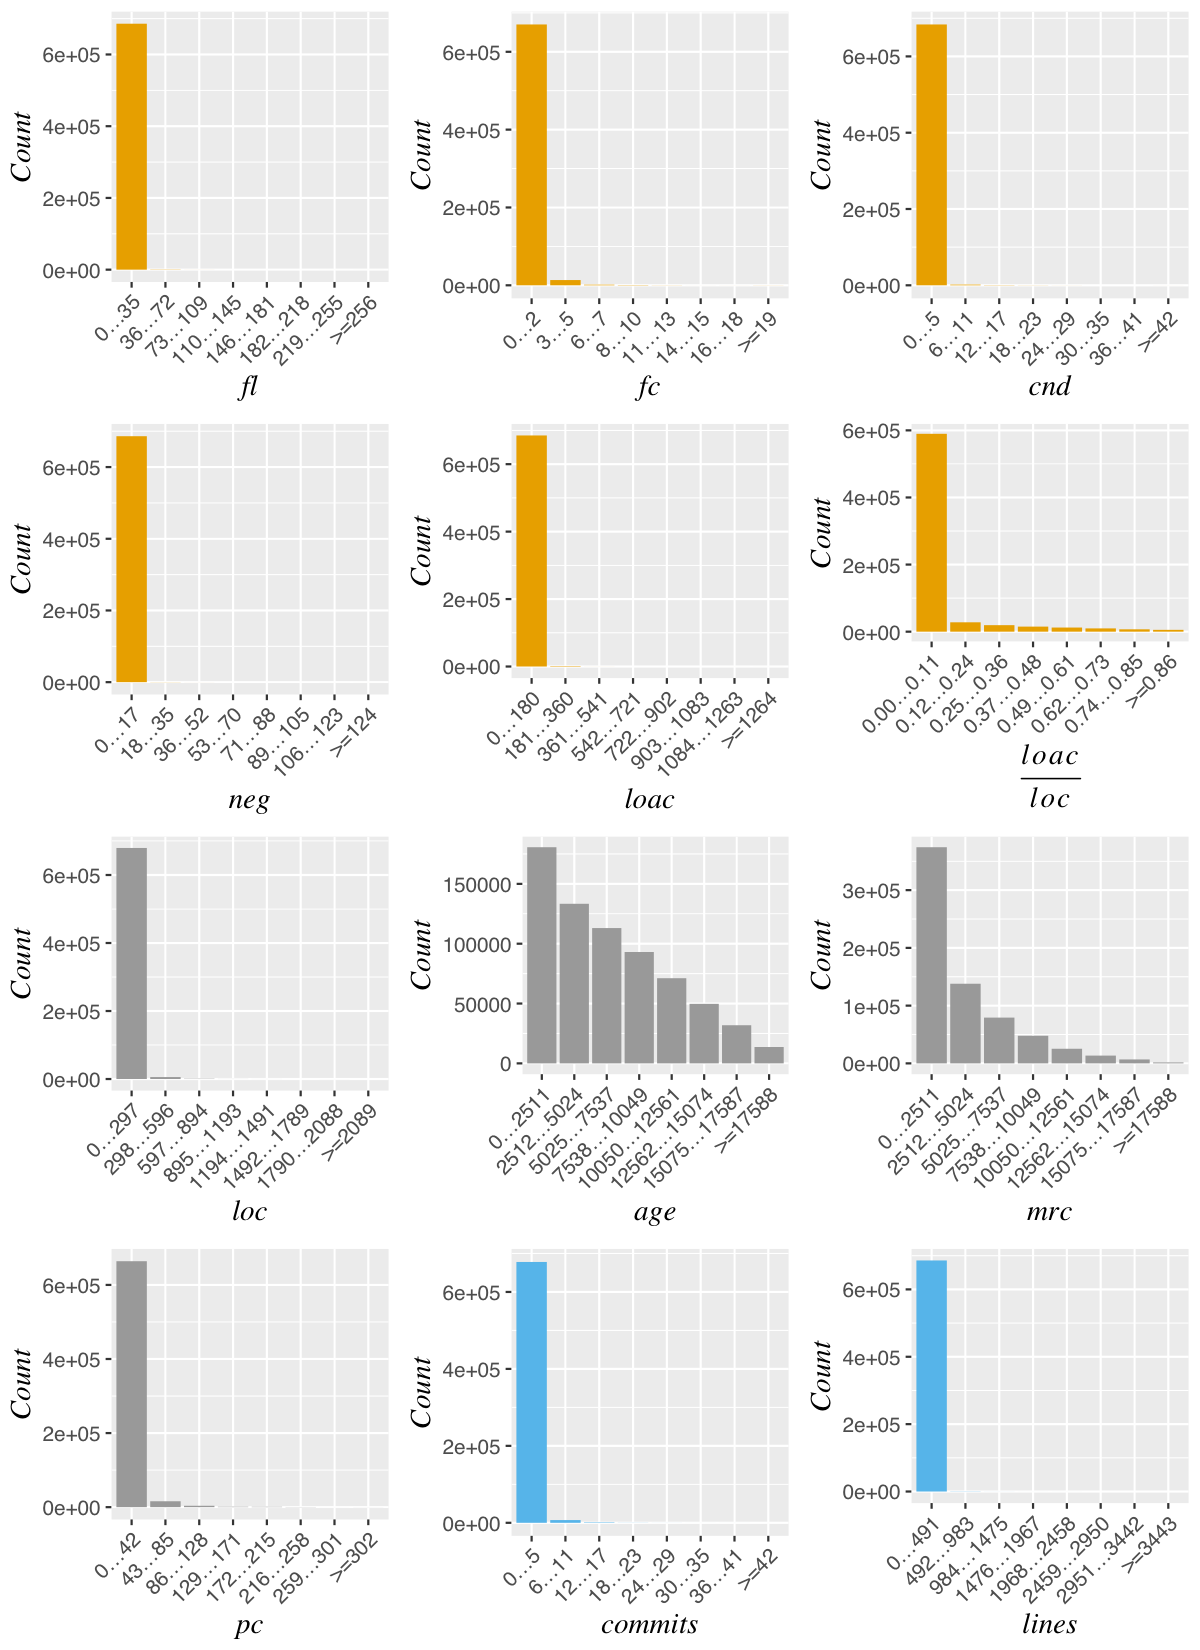 Count
6e+05
4e+05
2e+05
0e+00
0...35
36...72
73...109
110...145
146...181
182...218
219...255
>=256
fl
Count
6e+05
4e+05
2e+05
0e+00
0...2
3...5
6...7
8...10
11...13
14...15
16...18
>=19
fc
Count
6e+05
4e+05
2e+05
0e+00
0...5
6...11
12...17
18...23
24...29
30...35
36...41
>=42
cnd
Count
6e+05
4e+05
2e+05
0e+00
0...17
18...35
36...52
53...70
71...88
89...105
106...123
>=124
neg
Count
6e+05
4e+05
2e+05
0e+00
0...180
181...360
361...541
542...721
722...902
903...1083
1084...1263
>=1264
loac
Count
6e+05
4e+05
2e+05
0e+00
0.00...0.11
0.12...0.24
0.25...0.36
0.37...0.48
0.49...0.61
0.62...0.73
0.74...0.85
>=0.86
loac
loc
Count
6e+05
4e+05
2e+05
0e+00
0...297
298...596
597...894
895...1193
1194...1491
1492...1789
1790...2088
>=2089
loc
Count
150000
100000
50000
0
0...2511
2512...5024
5025...7537
7538...10049
10050...12561
12562...15074
15075...17587
>=17588
age
Count
3e+05
2e+05
1e+05
0e+00
0...2511
2512...5024
5025...7537
7538...10049
10050...12561
12562...15074
15075...17587
>=17588
mrc
Count
6e+05
4e+05
2e+05
0e+00
0...42
43...85
86...128
129...171
172...215
216...258
259...301
>=302
pc
Count
6e+05
4e+05
2e+05
0e+00
0...5
6...11
12...17
18...23
24...29
30...35
36...41
>=42
commits
Count
6e+05
4e+05
2e+05
0e+00
0...491
492...983
984...1475
1476...1967
1968...2458
2459...2950
2951...3442
>=3443
lines